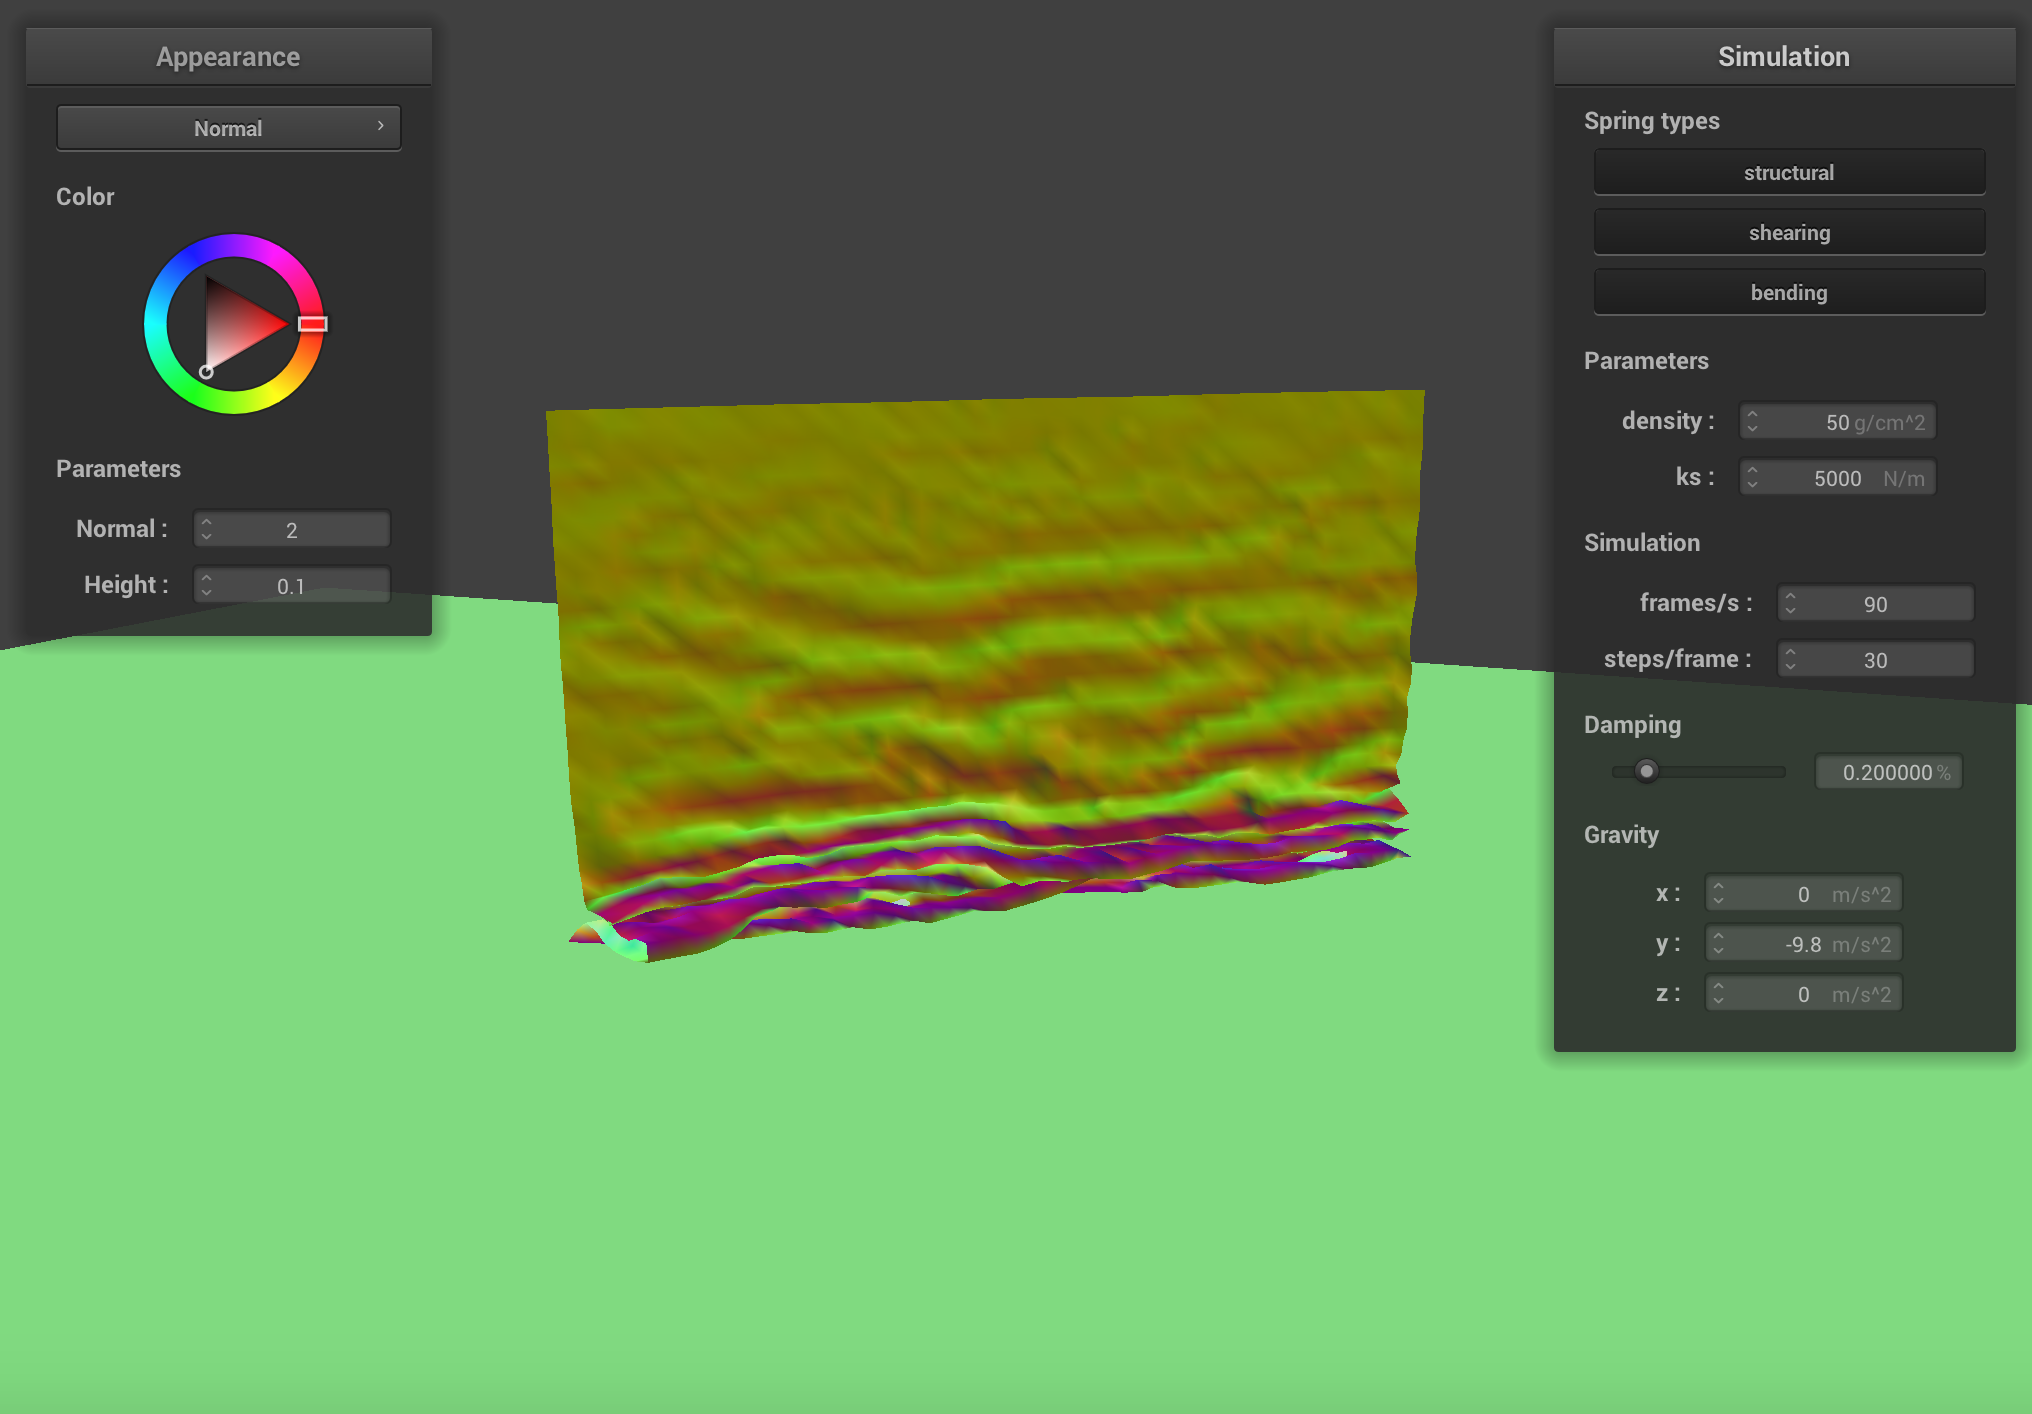 Appearance
Normal
Color
Parameters
Normal : 2
Height : 0.1
Simulation
Spring types
structural
shearing
bending
Parameters
density : 50 g/cm^2
ks : 5000 N/m
Simulation
frames/s : 90
steps/frame : 30
Damping
0.200000 %
Gravity
x : 0 m/s^2
y : -9.8 m/s^2
z : 0 m/s^2